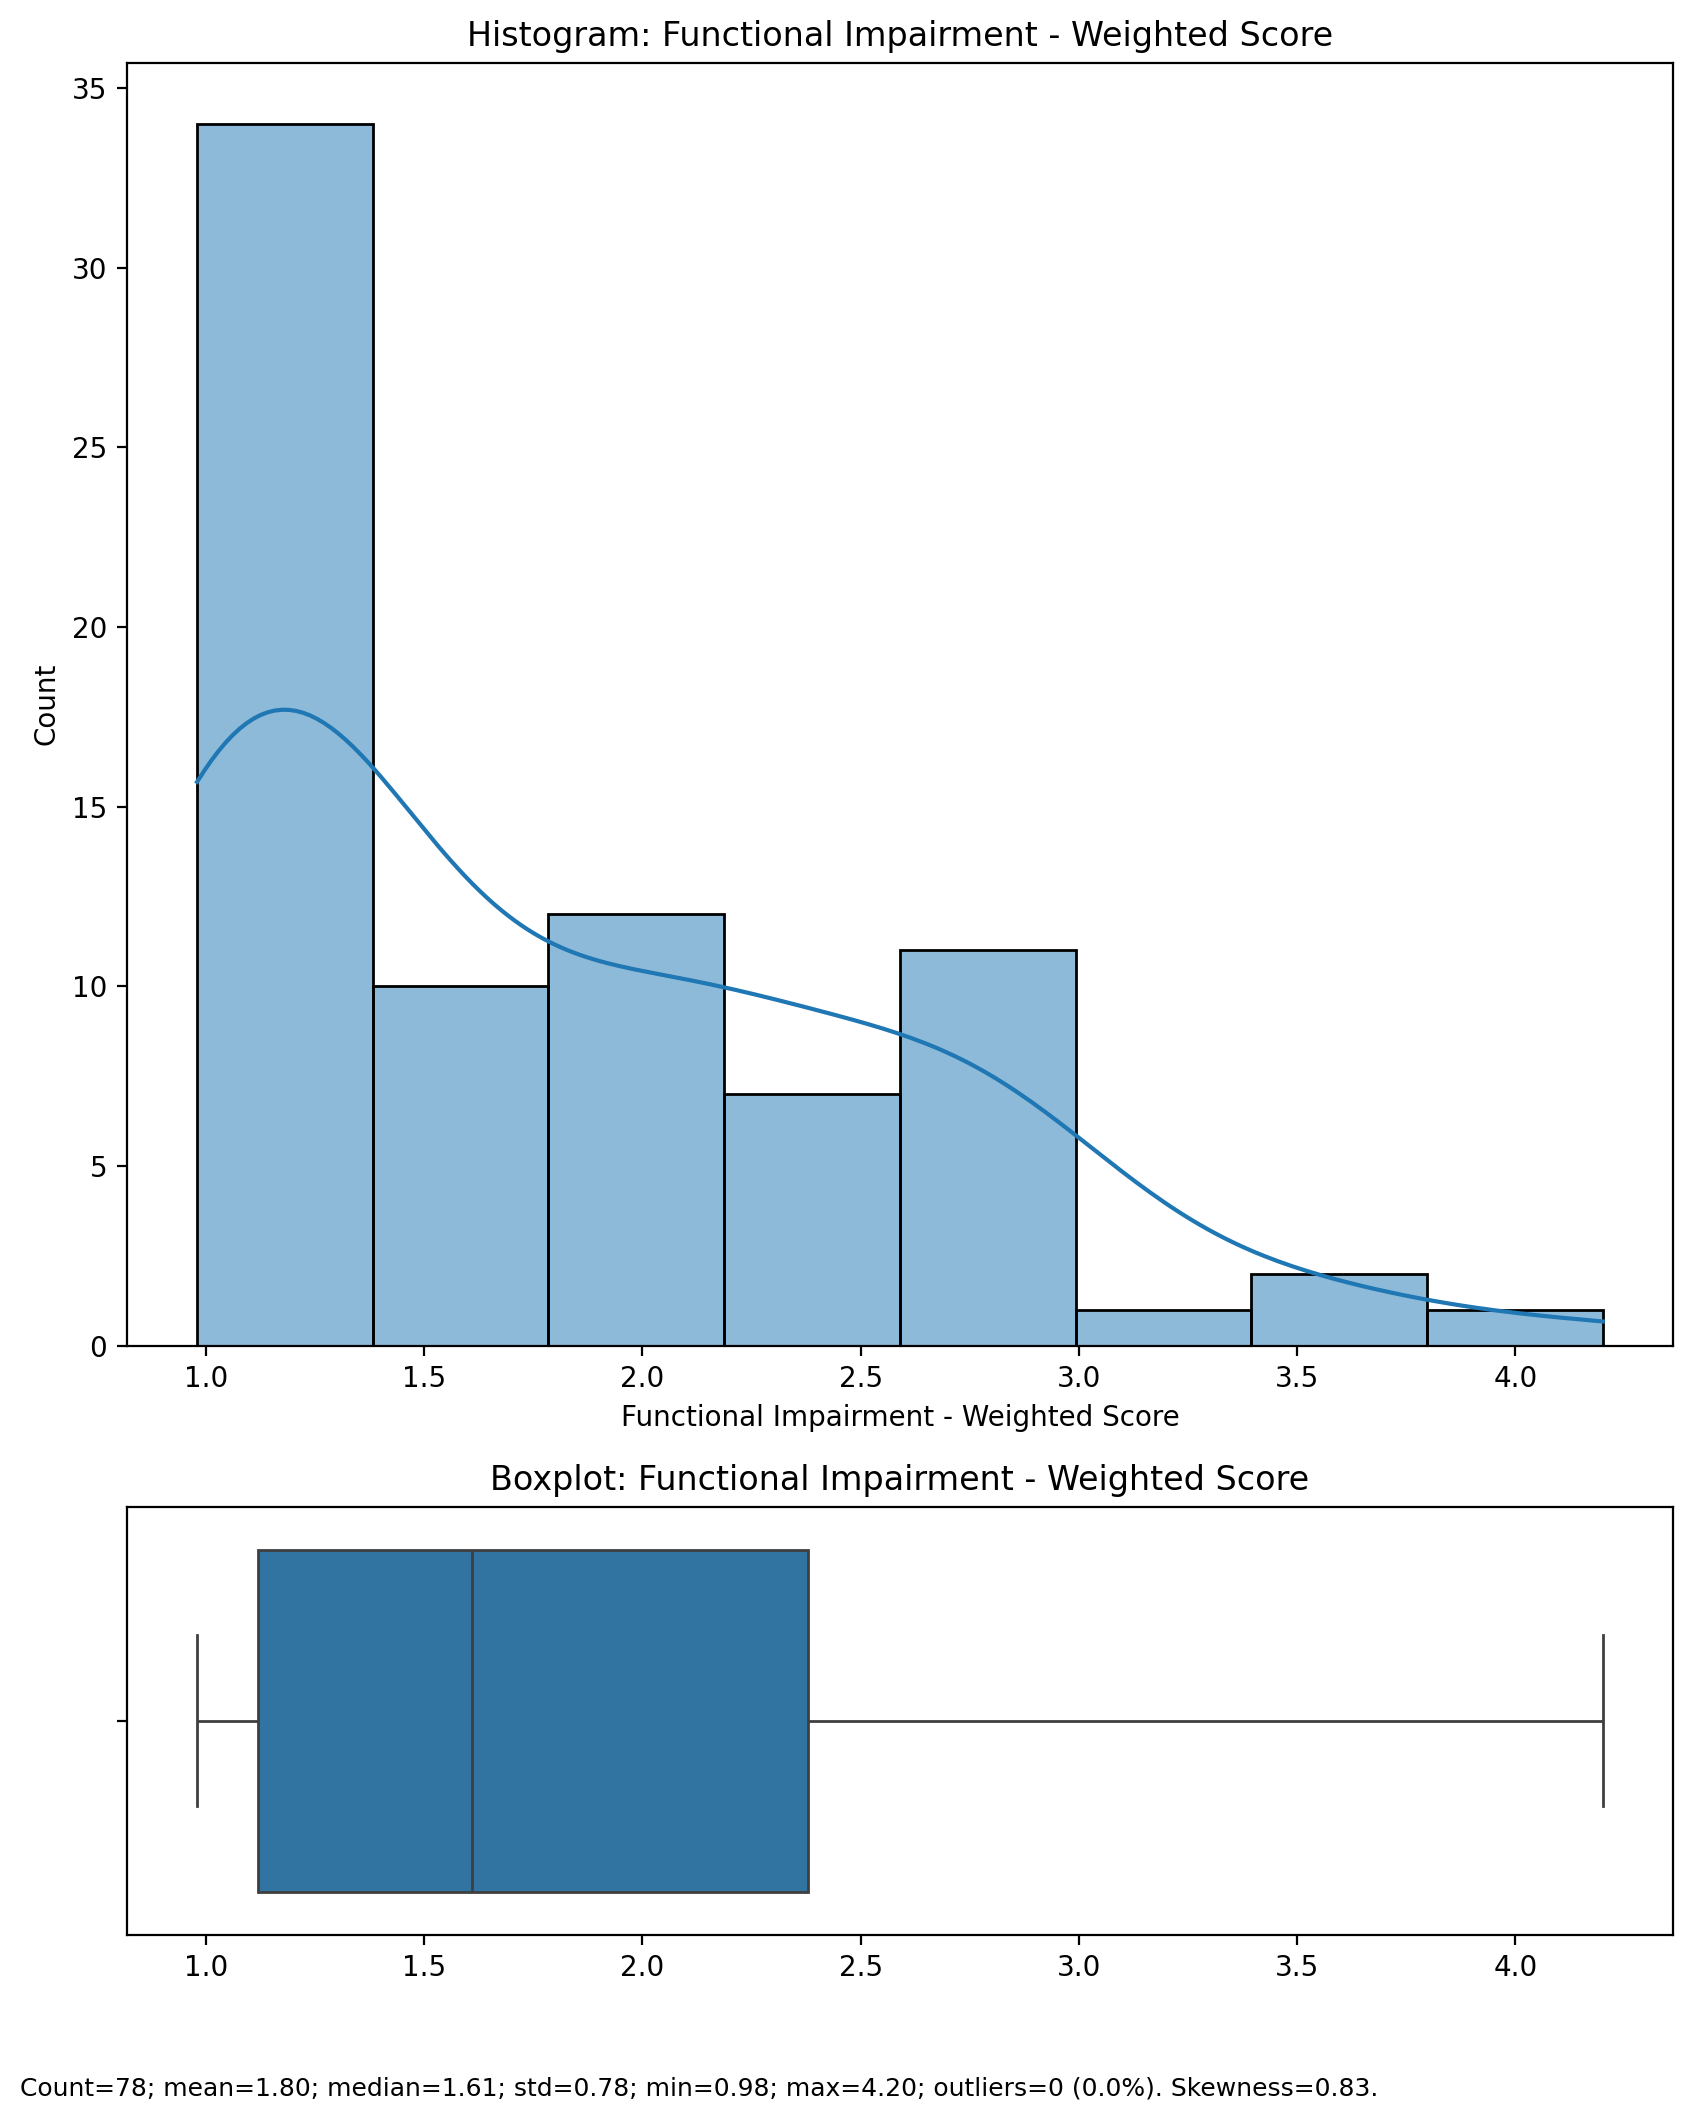 Histogram: Functional Impairment - Weighted Score
35
30
25
20
15
10
5
0
Count
1.0 1.5 2.0 2.5 3.0 3.5 4.0
Functional Impairment - Weighted Score
Boxplot: Functional Impairment - Weighted Score
1.0 1.5 2.0 2.5 3.0 3.5 4.0
Count=78; mean=1.80; median=1.61; std=0.78; min=0.98; max=4.20; outliers=0 (0.0%). Skewness=0.83.